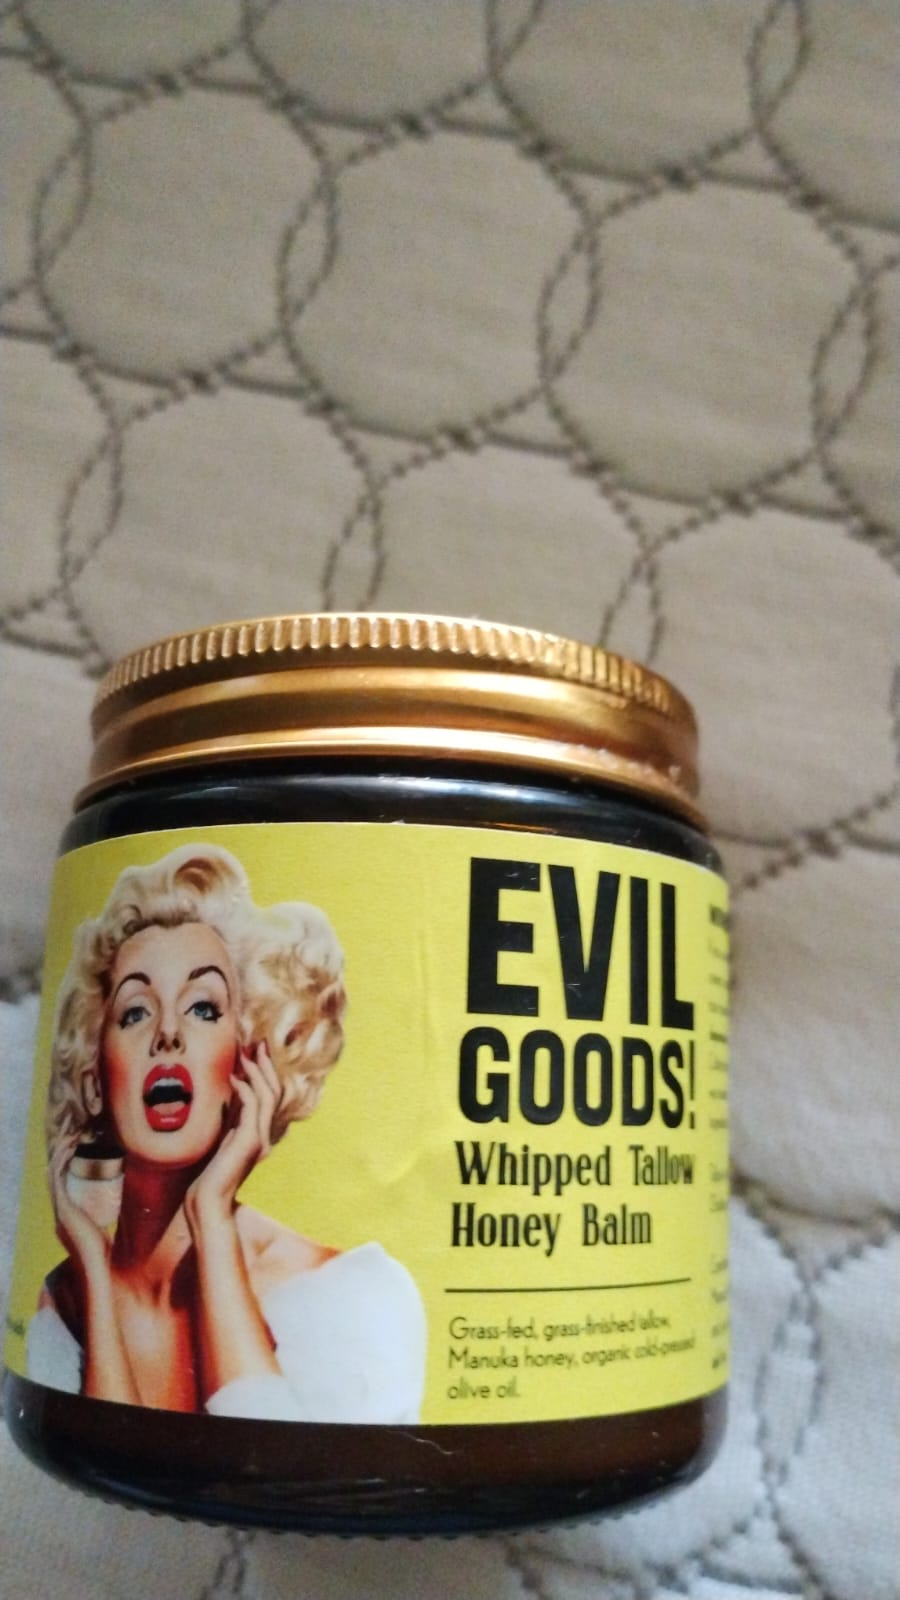 EVIL
GOODS!
Whipped Tallow
Honey Balm
Grass-fed, grass-finished tallow,
Manuka honey, organic cold-pressed
olive oil.